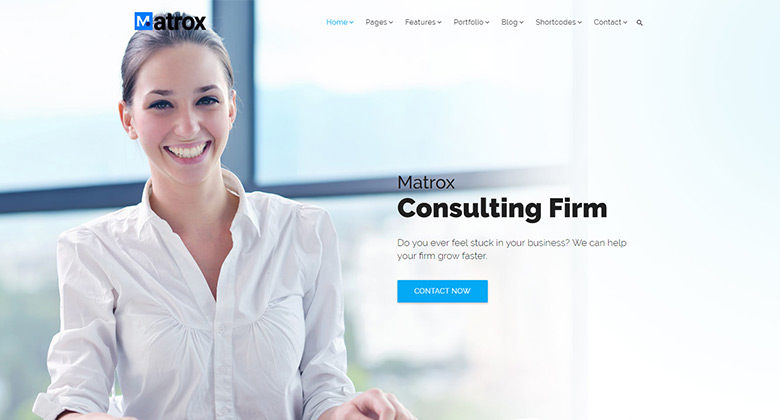 Matrox
Home Pages Features Portfolio Blog Shortcodes Contact
Matrox
Consulting Firm
Do you ever feel stuck in your business? We can help
your firm grow faster.
CONTACT NOW